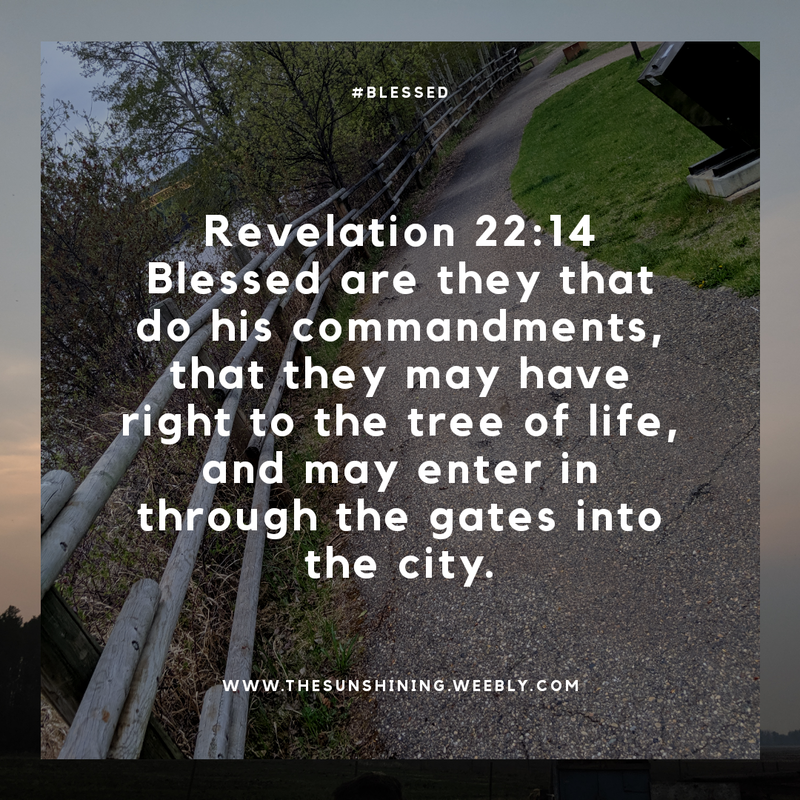 #BLESSED
Revelation 22:14
Blessed are they that
do his commandments,
that they may have
right to the tree of life,
and may enter in
through the gates into
the city.
WWW.THESUNSHINING.WEEBLY.COM